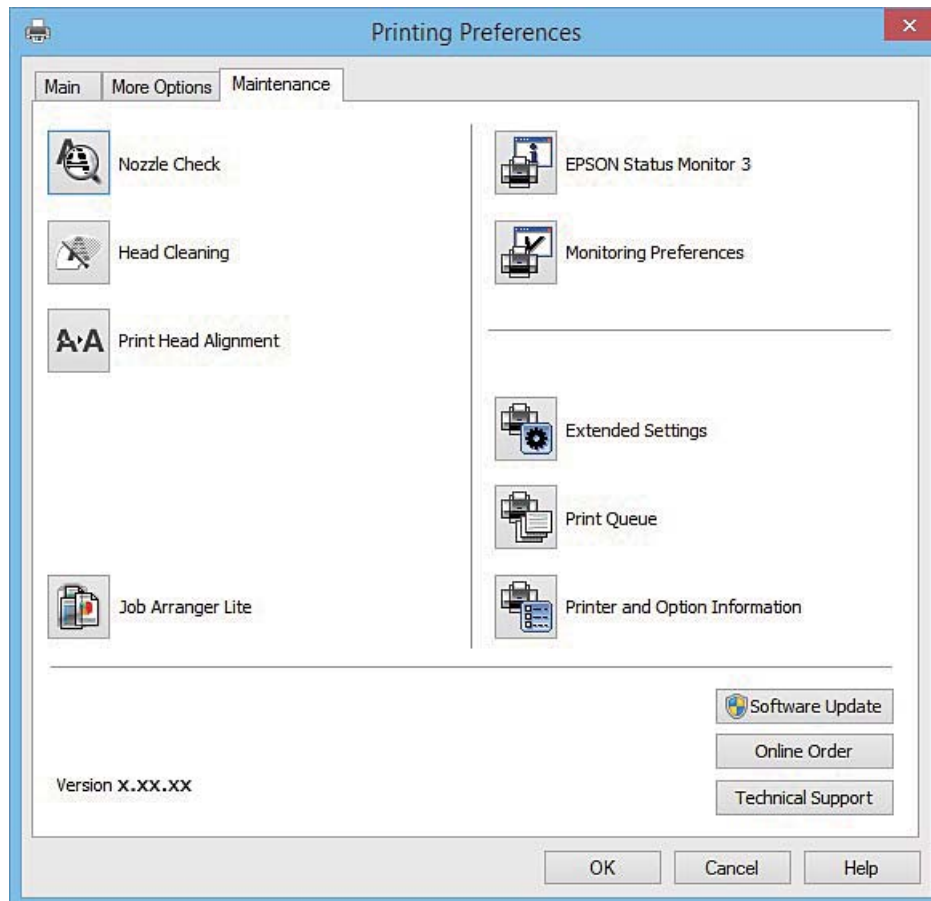 Printing Preferences
Main
More Options
Maintenance
Nozzle Check
Head Cleaning
A·A Print Head Alignment
Job Arranger Lite
EPSON Status Monitor 3
Monitoring Preferences
Extended Settings
Print Queue
Printer and Option Information
Software Update
Online Order
Technical Support
Version x.xx.xx
OK
Cancel
Help